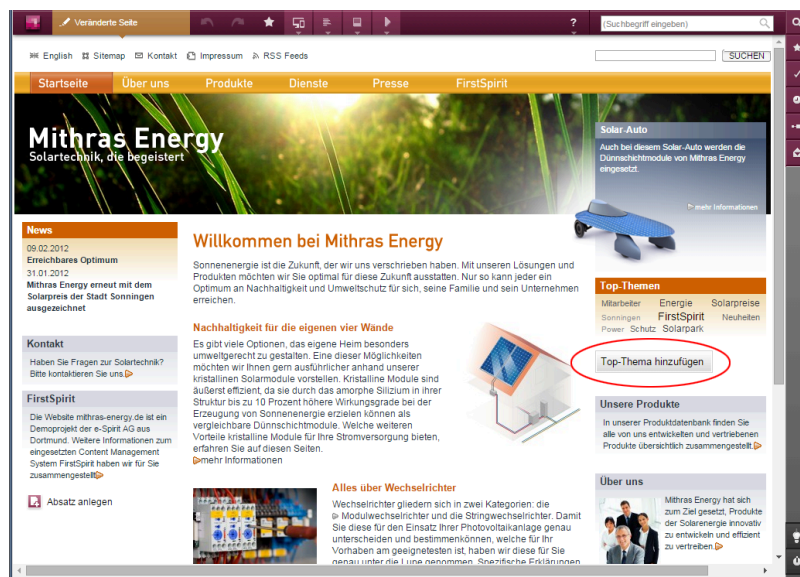 Veränderte Seite
?
(Suchbegriff eingeben)
English Sitemap Kontakt Impressum RSS Feeds
SUCHEN
Startseite Über uns Produkte Dienste Presse FirstSpirit
Mithras Energy
Solartechnik, die begeistert
Solar-Auto
Auch bei diesem Solar-Auto werden die
Dünnschichtmodule von Mithras Energy
eingesetzt.
mehr Informationen
News
09.02.2012
Erreichbares Optimum
31.01.2012
Mithras Energy erneut mit dem
Solarpreis der Stadt Sonningen
ausgezeichnet
Kontakt
Haben Sie Fragen zur Solartechnik?
Bitte kontaktieren Sie uns.
FirstSpirit
Die Website mithras-energy.de ist ein
Demoprojekt der e-Spirit AG aus
Dortmund. Weitere Informationen zum
eingesetzten Content Management
System FirstSpirit haben wir für Sie
zusammengestellt
Absatz anlegen
Willkommen bei Mithras Energy
Sonnenenergie ist die Zukunft, der wir uns verschrieben haben. Mit unseren Lösungen und
Produkten möchten wir Sie optimal für diese Zukunft ausstatten. Nur so kann jeder ein
Optimum an Nachhaltigkeit und Umweltschutz für sich, seine Familie und sein Unternehmen
erreichen.
Nachhaltigkeit für die eigenen vier Wände
Es gibt viele Optionen, das eigene Heim besonders
umweltgerecht zu gestalten. Eine dieser Möglichkeiten
möchten wir Ihnen gern ausführlicher anhand unserer
kristallinen Solarmodule vorstellen. Kristalline Module sind
äußerst effizient, da sie durch das amorphe Silizium in ihrer
Struktur bis zu 10 Prozent höhere Wirkungsgrade bei der
Erzeugung von Sonnenenergie erzielen können als
vergleichbare Dünnschichtmodule. Welche weiteren
Vorteile kristalline Module für Ihre Stromversorgung bieten,
erfahren Sie auf diesen Seiten.
mehr Informationen
Alles über Wechselrichter
Wechselrichter gliedern sich in zwei Kategorien: die
Modulwechselrichter und die Stringwechselrichter. Damit
Sie diese für den Einsatz Ihrer Photovoltaikanlage genau
unterscheiden und bestimmenkönnen, welche für Ihr
Vorhaben am geeignetesten ist, haben wir diese für Sie
genau unter die Lupe genommen. Spezifische Erklärungen
Top-Themen
Mitarbeiter Energie Solarpreise
Sonningen FirstSpirit Neuheiten
Power Schutz Solarpark
Top-Thema hinzufügen
Unsere Produkte
In unserer Produktdatenbank finden Sie
alle von uns entwickelten und vertriebenen
Produkte übersichtlich zusammengestellt.
Über uns
Mithras Energy hat sich
zum Ziel gesetzt, Produkte
der Solarenergie innovativ
zu entwickeln und effizient
zu vertreiben.